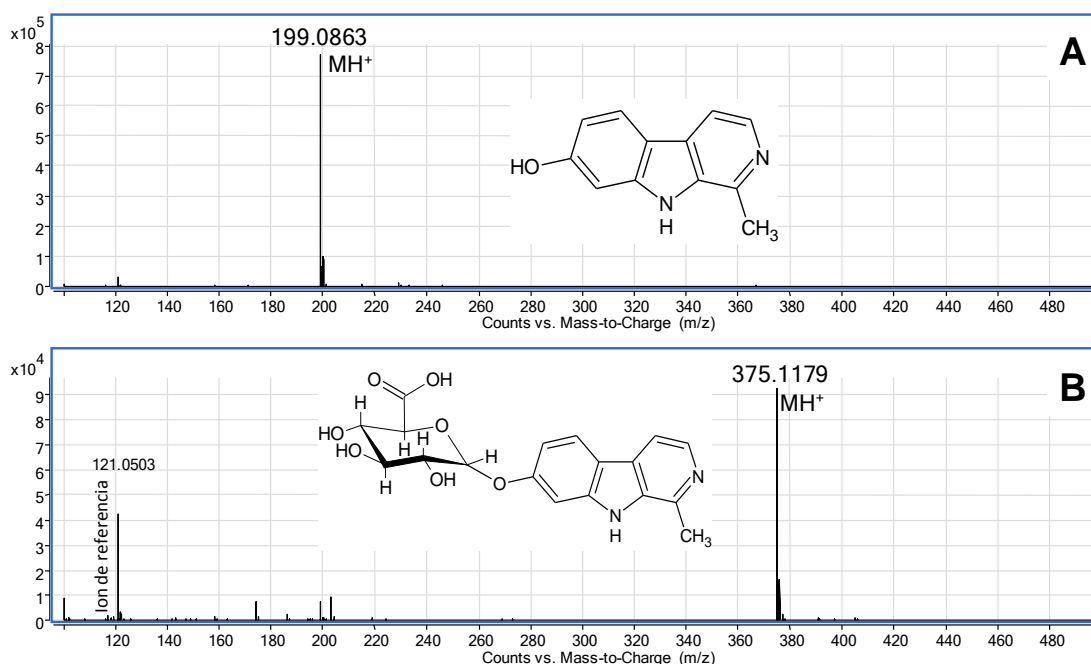 x10⁵
8
7
6
5
4
3
2
1
0
199.0863
MH⁺
A
HO
N
H
N
CH₃
120 140 160 180 200 220 240 260 280 300 320 340 360 380 400 420 440 460 480
Counts vs. Mass-to-Charge (m/z)
x10⁴
9
8
7
6
5
4
3
2
1
0
121.0503
Ion de referencia
O
OH
H
O
HO
HO
H
H
H
OH
H
O
N
H
N
CH₃
375.1179
MH⁺
B
120 140 160 180 200 220 240 260 280 300 320 340 360 380 400 420 440 460 480
Counts vs. Mass-to-Charge (m/z)